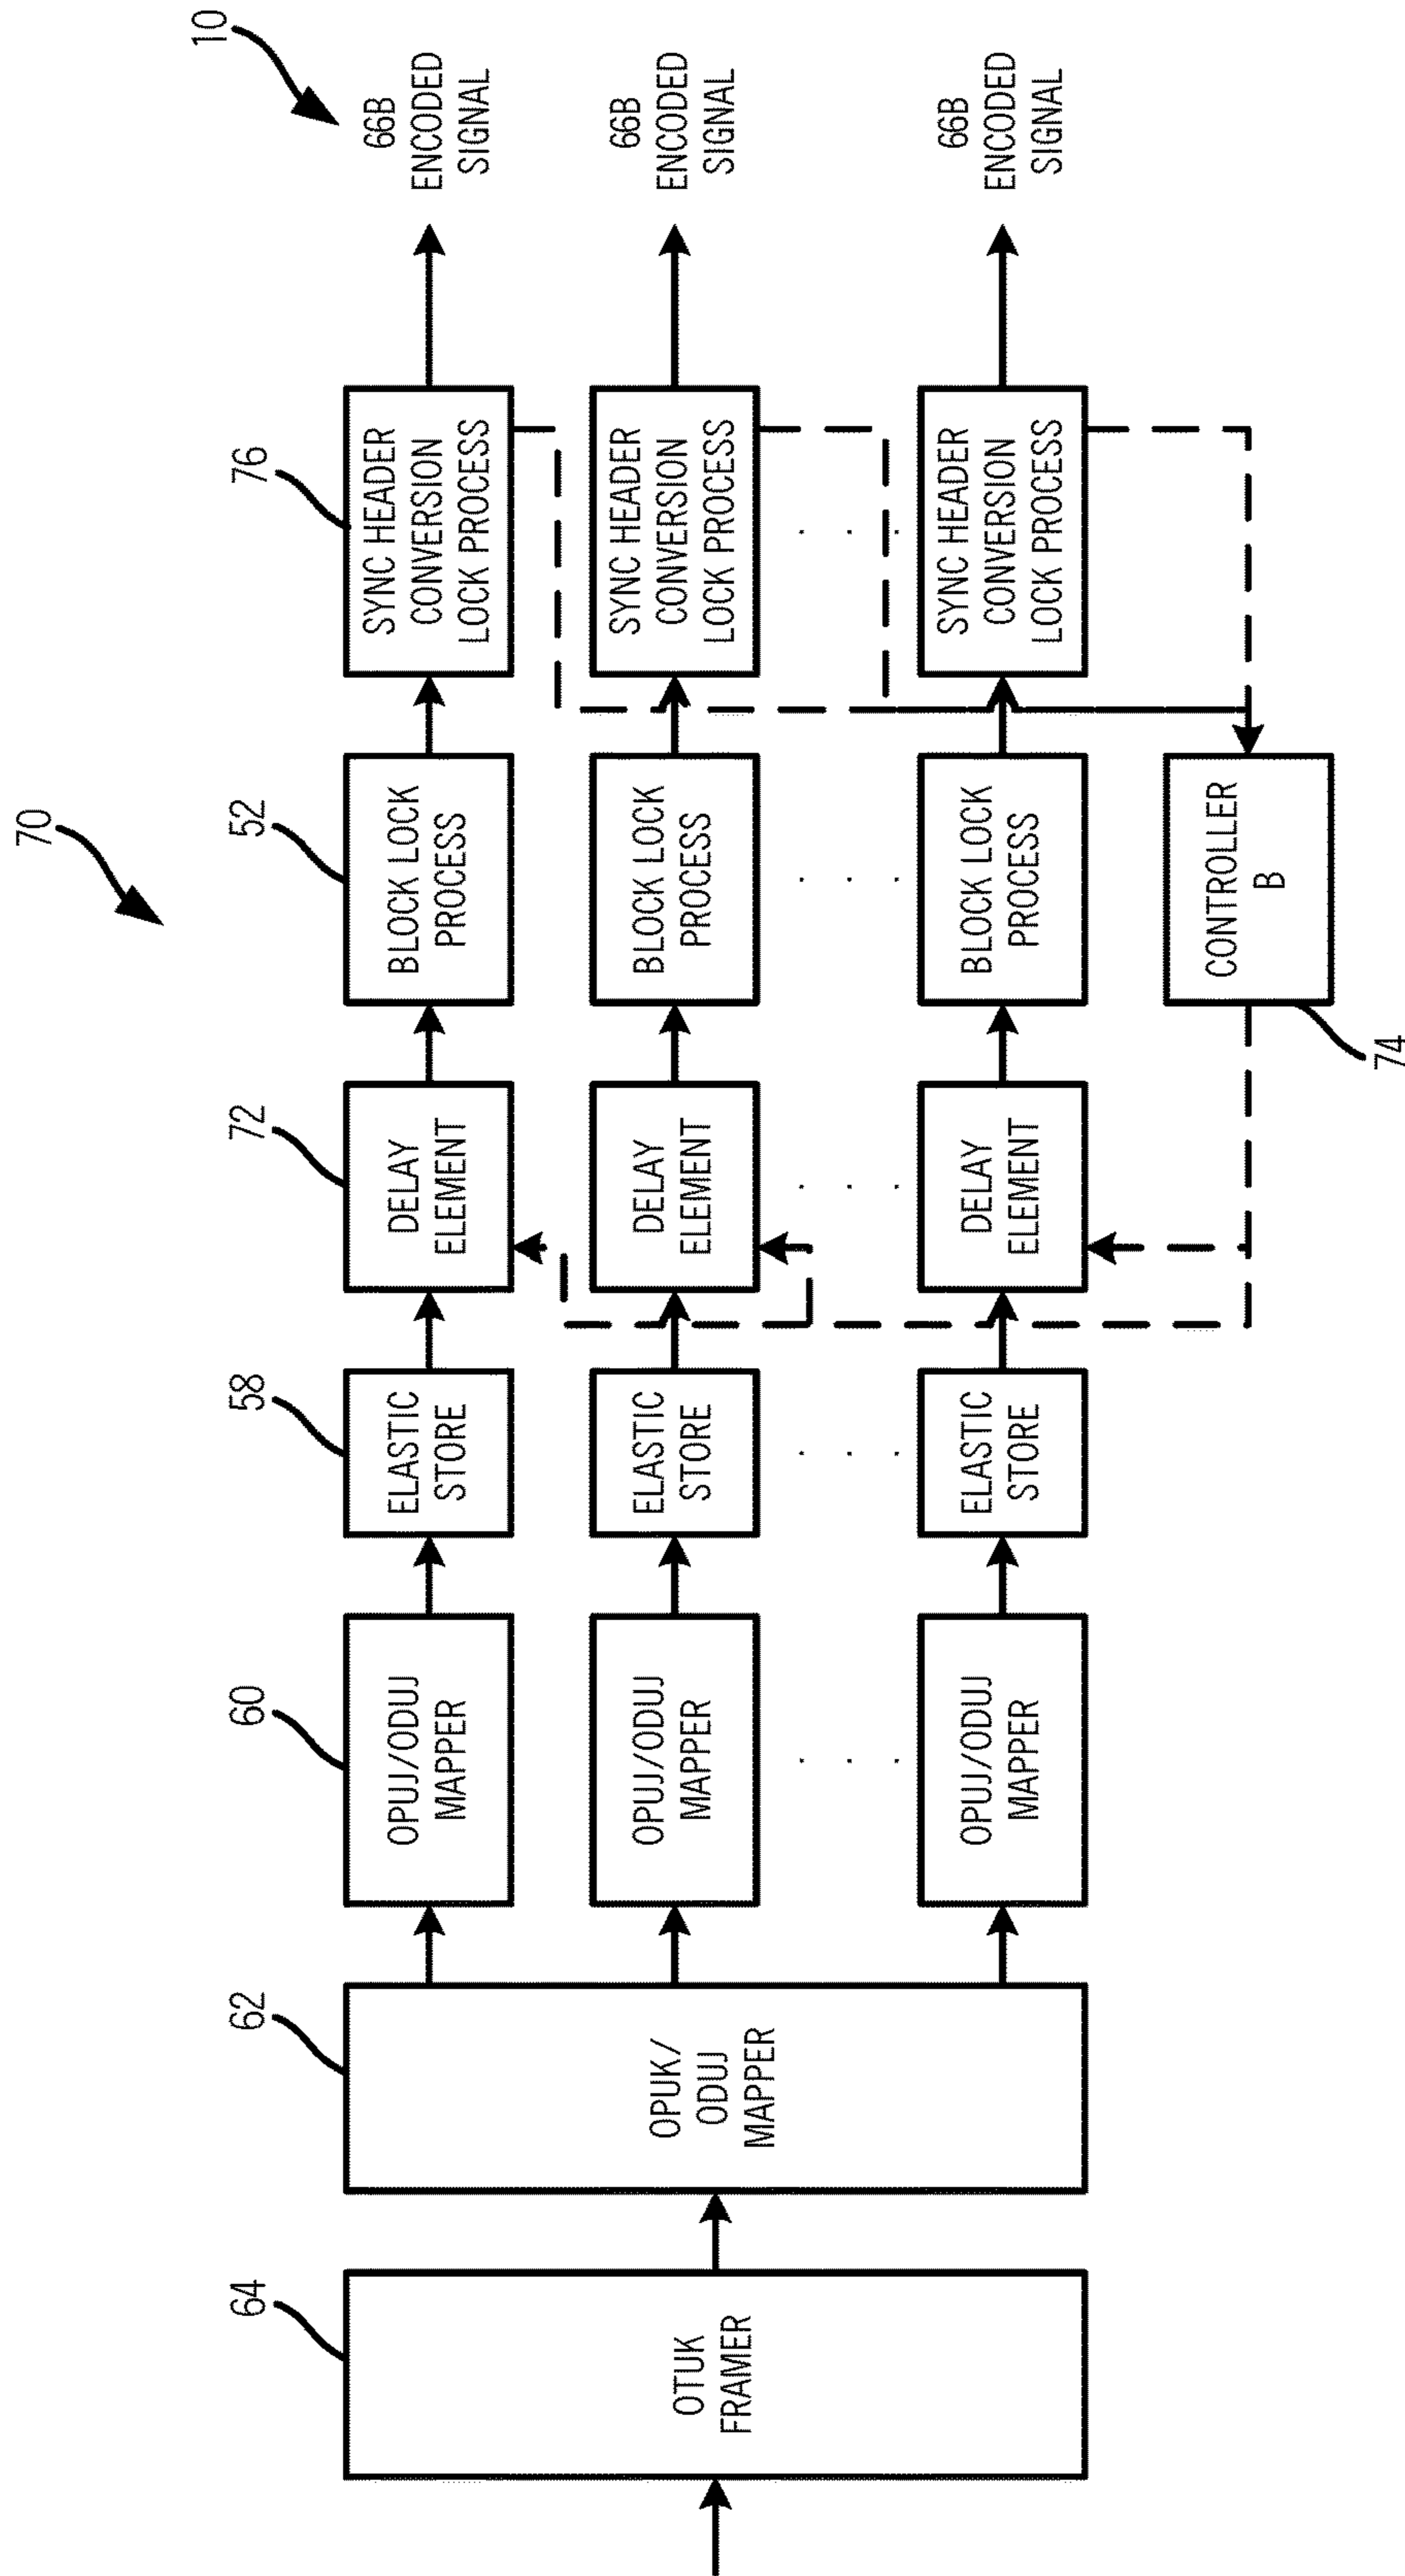 70
10
64
OTUK
FRAMER
62
OPUK/
ODUJ
MAPPER
60
OPUJ/ODUJ
MAPPER
58
ELASTIC
STORE
72
DELAY
ELEMENT
52
BLOCK LOCK
PROCESS
76
SYNC HEADER
CONVERSION
LOCK PROCESS
66B
ENCODED
SIGNAL
OPUJ/ODUJ
MAPPER
ELASTIC
STORE
DELAY
ELEMENT
BLOCK LOCK
PROCESS
SYNC HEADER
CONVERSION
LOCK PROCESS
66B
ENCODED
SIGNAL
. . .
. . .
. . .
. . .
. . .
OPUJ/ODUJ
MAPPER
ELASTIC
STORE
DELAY
ELEMENT
BLOCK LOCK
PROCESS
SYNC HEADER
CONVERSION
LOCK PROCESS
66B
ENCODED
SIGNAL
CONTROLLER
B
74